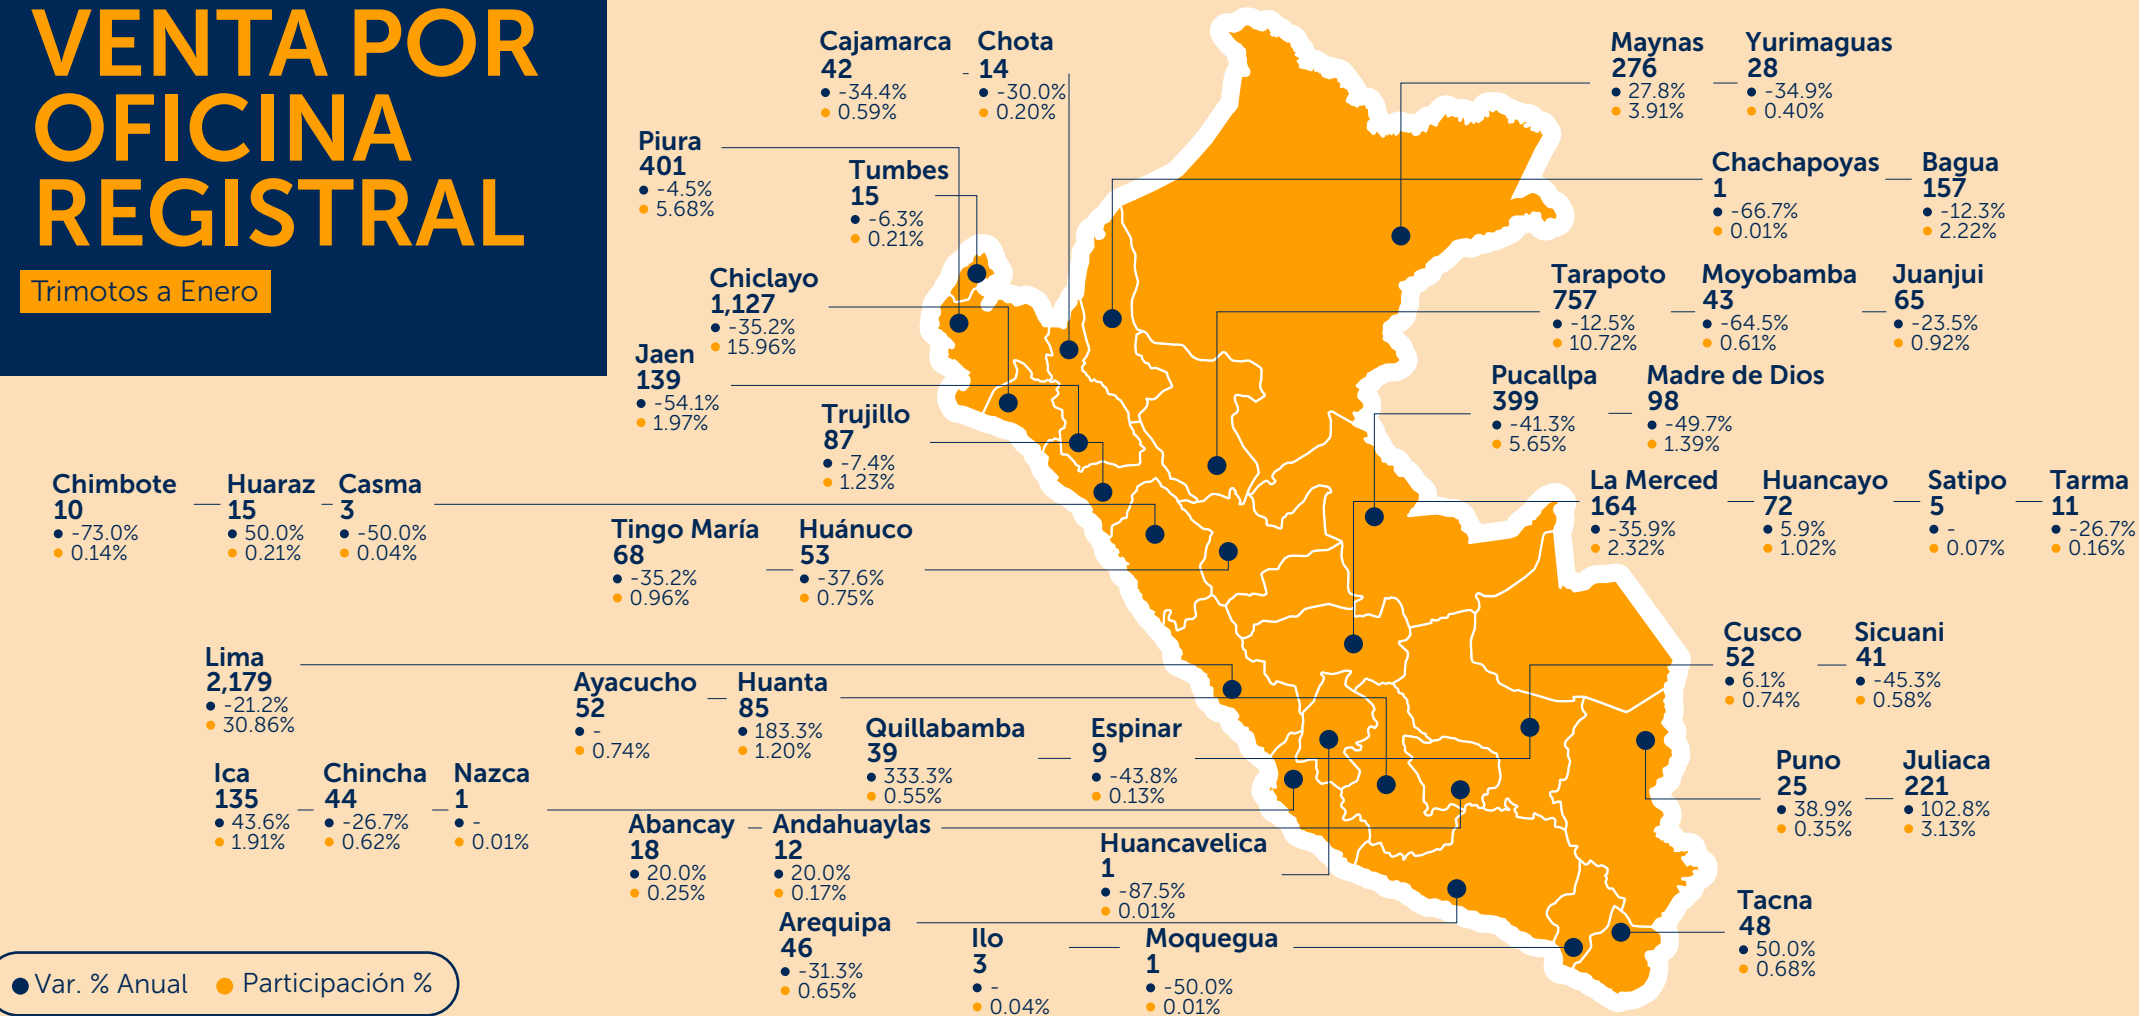 VENTA POR
OFICINA
REGISTRAL
Trimotos a Enero
Cajamarca
42
-34.4%
0.59%
Chota
14
-30.0%
0.20%
Piura
401
-4.5%
5.68%
Tumbes
15
-6.3%
0.21%
Chiclayo
1,127
-35.2%
15.96%
Jaen
139
-54.1%
1.97%
Trujillo
87
-7.4%
1.23%
Chimbote
10
-73.0%
0.14%
Huaraz
15
50.0%
0.21%
Casma
3
-50.0%
0.04%
Tingo María
68
-35.2%
0.96%
Huánuco
53
-37.6%
0.75%
Lima
2,179
-21.2%
30.86%
Ayacucho
52
-
0.74%
Huanta
85
183.3%
1.20%
Quillabamba
39
333.3%
0.55%
Espinar
9
-43.8%
0.13%
Ica
135
43.6%
1.91%
Chincha
44
-26.7%
0.62%
Nazca
1
-
0.01%
Abancay
18
20.0%
0.25%
Andahuaylas
12
20.0%
0.17%
Huancavelica
1
-87.5%
0.01%
Arequipa
46
-31.3%
0.65%
Ilo
3
-
0.04%
Moquegua
1
-50.0%
0.01%
Maynas
276
27.8%
3.91%
Yurimaguas
28
-34.9%
0.40%
Chachapoyas
1
-66.7%
0.01%
Bagua
157
-12.3%
2.22%
Tarapoto
757
-12.5%
10.72%
Moyobamba
43
-64.5%
0.61%
Juanjui
65
-23.5%
0.92%
Pucallpa
399
-41.3%
5.65%
Madre de Dios
98
-49.7%
1.39%
La Merced
164
-35.9%
2.32%
Huancayo
72
5.9%
1.02%
Satipo
5
-
0.07%
Tarma
11
-26.7%
0.16%
Cusco
52
6.1%
0.74%
Sicuani
41
-45.3%
0.58%
Puno
25
38.9%
0.35%
Juliaca
221
102.8%
3.13%
Tacna
48
50.0%
0.68%
Var. % Anual
Participación %